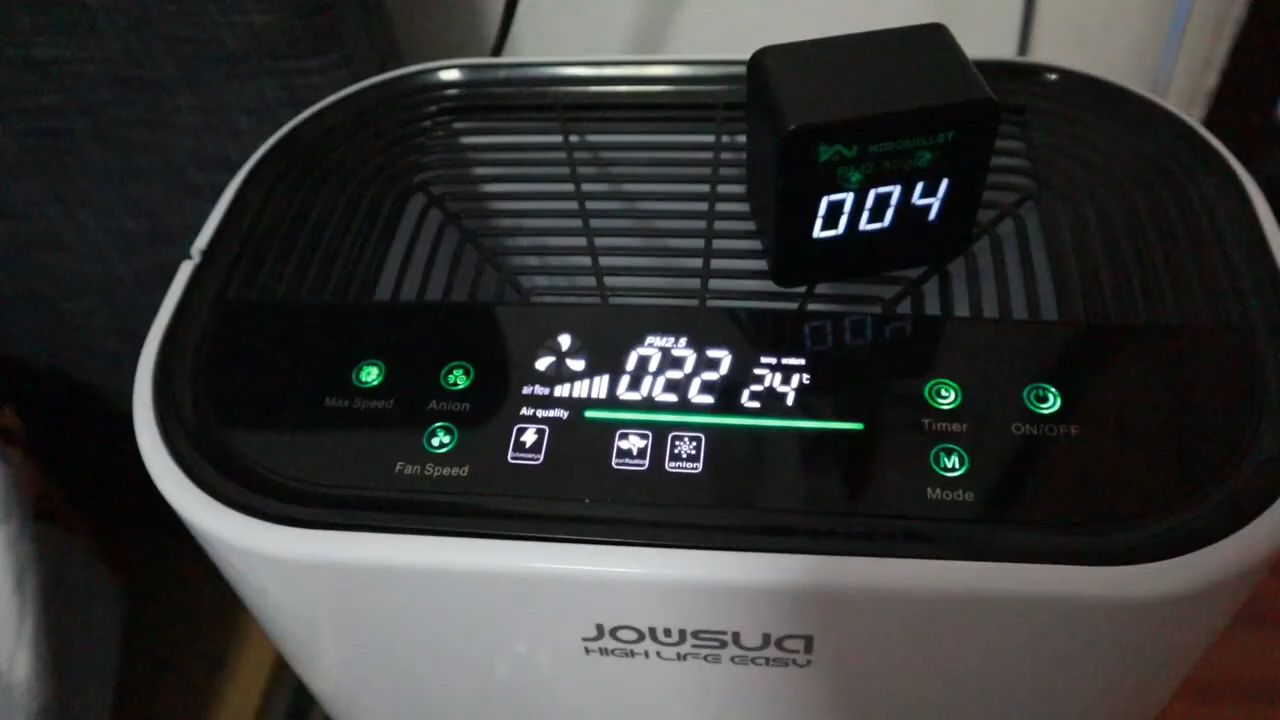 004
Max Speed
Anion
Fan Speed
PM2.5
air flow
022
24°C
Air quality
purification
anion
Timer
ON/OFF
M
Mode
JOWSUA
HIGH LIFE EASY